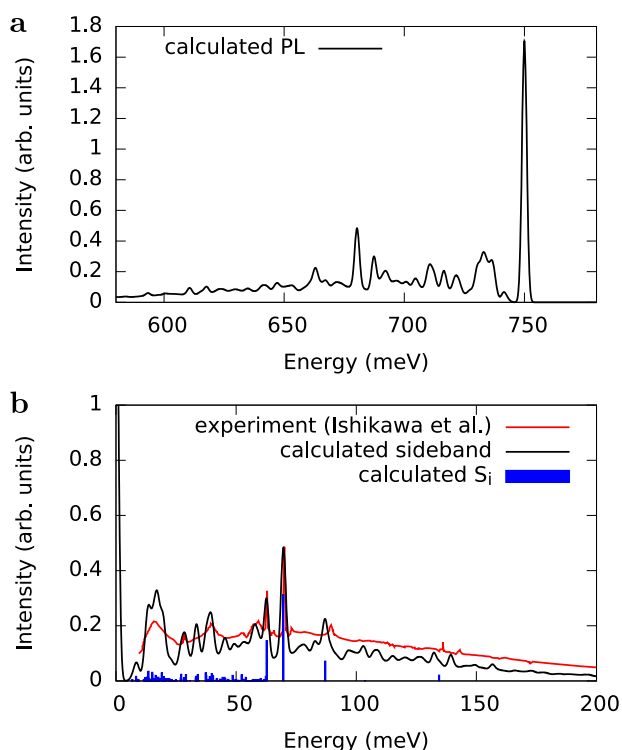 a
calculated PL
Intensity (arb. units)
1.8
1.6
1.4
1.2
1
0.8
0.6
0.4
0.2
0
600 650 700 750
Energy (meV)
b
experiment (Ishikawa et al.)
calculated sideband
calculated Si
Intensity (arb. units)
1
0.8
0.6
0.4
0.2
0
0 50 100 150 200
Energy (meV)